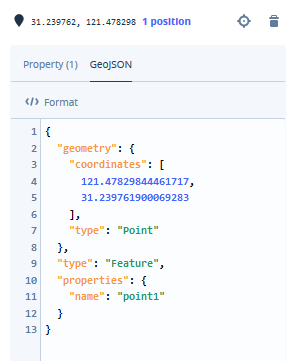 31.239762, 121.478298 1 position
Property (1) GeoJSON
</> Format
1 {
2 "geometry": {
3 "coordinates": [
4 121.47829844461717,
5 31.239761900069283
6 ],
7 "type": "Point"
8 },
9 "type": "Feature",
10 "properties": {
11 "name": "point1"
12 }
13 }